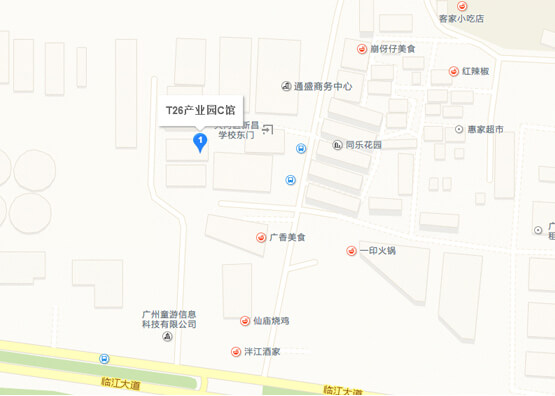 客家小吃店
崩伢仔美食
红辣椒
通盛商务中心
T26产业园C馆
1
学校东门
惠家超市
同乐花园
广香美食
一印火锅
广州童游信息
科技有限公司
仙庙烧鸡
泮江酒家
临江大道
临江大道